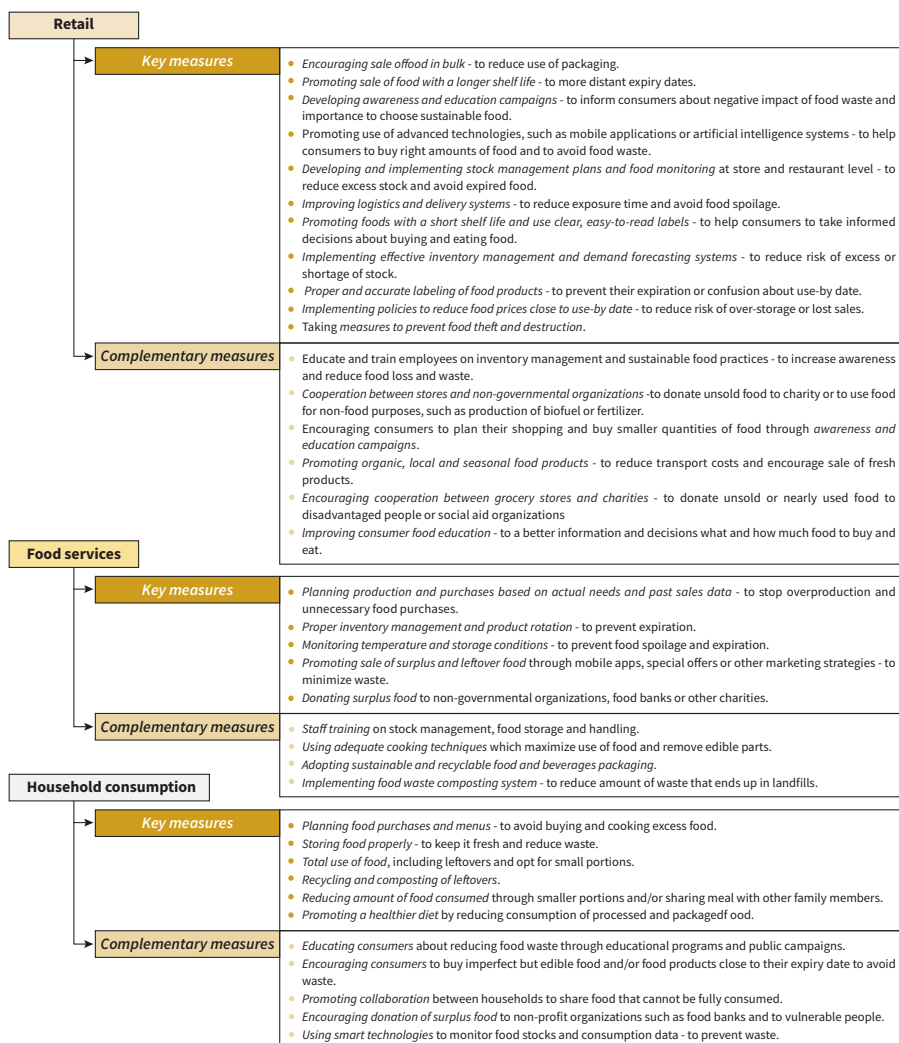 Retail
Key measures
Encouraging sale offood in bulk - to reduce use of packaging.
Promoting sale of food with a longer shelf life - to more distant expiry dates.
Developing awareness and education campaigns - to inform consumers about negative impact of food waste and
importance to choose sustainable food.
Promoting use of advanced technologies, such as mobile applications or artificial intelligence systems - to help
consumers to buy right amounts of food and to avoid food waste.
Developing and implementing stock management plans and food monitoring at store and restaurant level - to
reduce excess stock and avoid expired food.
Improving logistics and delivery systems - to reduce exposure time and avoid food spoilage.
Promoting foods with a short shelf life and use clear, easy-to-read labels - to help consumers to take informed
decisions about buying and eating food.
Implementing effective inventory management and demand forecasting systems - to reduce risk of excess or
shortage of stock.
Proper and accurate labeling of food products - to prevent their expiration or confusion about use-by date.
Implementing policies to reduce food prices close to use-by date - to reduce risk of over-storage or lost sales.
Taking measures to prevent food theft and destruction.
Complementary measures
Educate and train employees on inventory management and sustainable food practices - to increase awareness
and reduce food loss and waste.
Cooperation between stores and non-governmental organizations -to donate unsold food to charity or to use food
for non-food purposes, such as production of biofuel or fertilizer.
Encouraging consumers to plan their shopping and buy smaller quantities of food through awareness and
education campaigns.
Promoting organic, local and seasonal food products - to reduce transport costs and encourage sale of fresh
products.
Encouraging cooperation between grocery stores and charities - to donate unsold or nearly used food to
disadvantaged people or social aid organizations
Improving consumer food education - to a better information and decisions what and how much food to buy and
eat.
Food services
Key measures
Planning production and purchases based on actual needs and past sales data - to stop overproduction and
unnecessary food purchases.
Proper inventory management and product rotation - to prevent expiration.
Monitoring temperature and storage conditions - to prevent food spoilage and expiration.
Promoting sale of surplus and leftover food through mobile apps, special offers or other marketing strategies - to
minimize waste.
Donating surplus food to non-governmental organizations, food banks or other charities.
Complementary measures
Staff training on stock management, food storage and handling.
Using adequate cooking techniques which maximize use of food and remove edible parts.
Adopting sustainable and recyclable food and beverages packaging.
Implementing food waste composting system - to reduce amount of waste that ends up in landfills.
Household consumption
Key measures
Planning food purchases and menus - to avoid buying and cooking excess food.
Storing food properly - to keep it fresh and reduce waste.
Total use of food, including leftovers and opt for small portions.
Recycling and composting of leftovers.
Reducing amount of food consumed through smaller portions and/or sharing meal with other family members.
Promoting a healthier diet by reducing consumption of processed and packagedf ood.
Complementary measures
Educating consumers about reducing food waste through educational programs and public campaigns.
Encouraging consumers to buy imperfect but edible food and/or food products close to their expiry date to avoid
waste.
Promoting collaboration between households to share food that cannot be fully consumed.
Encouraging donation of surplus food to non-profit organizations such as food banks and to vulnerable people.
Using smart technologies to monitor food stocks and consumption data - to prevent waste.